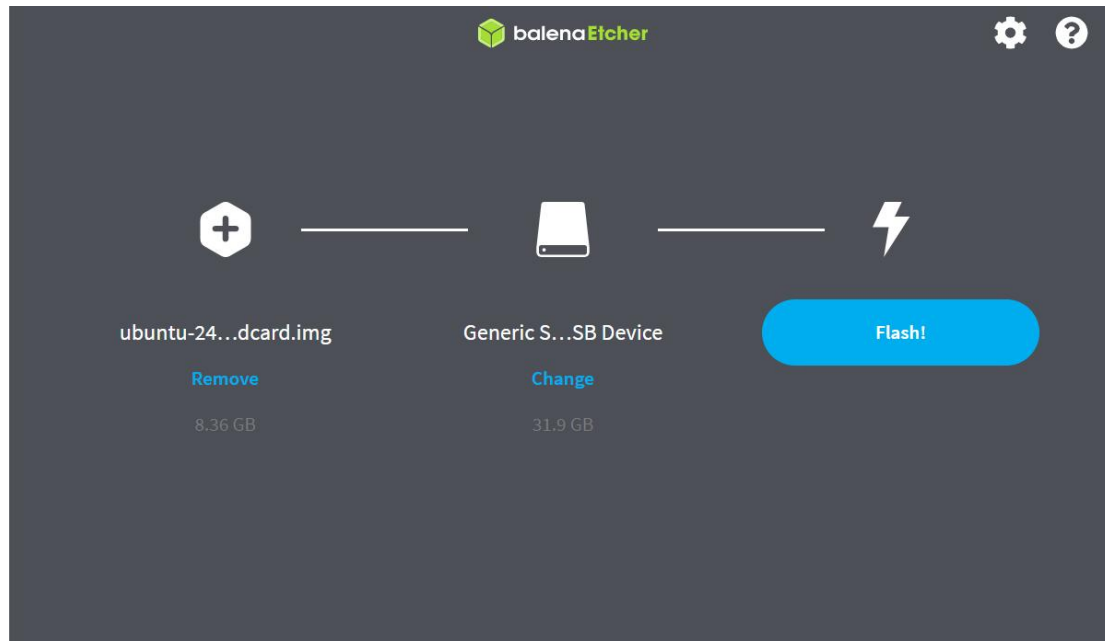 balenaEtcher
ubuntu-24...dcard.img
Generic S...SB Device
Flash!
Remove
Change
8.36 GB
31.9 GB